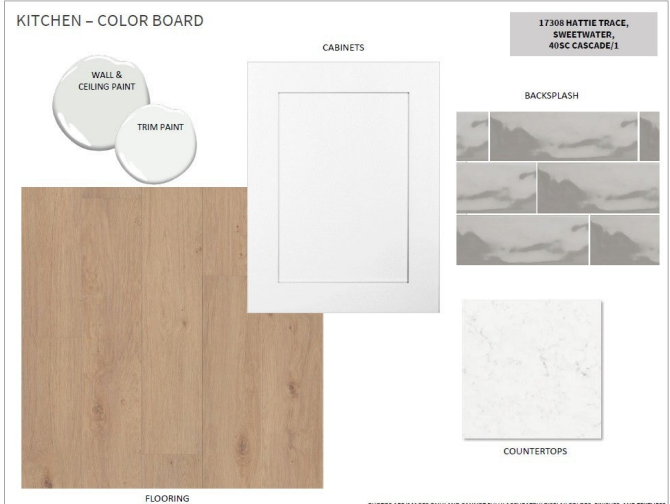 KITCHEN – COLOR BOARD
17308 HATTIE TRACE,
SWEETWATER,
40SC CASCADE/1
CABINETS
WALL &
CEILING PAINT
TRIM PAINT
BACKSPLASH
COUNTERTOPS
FLOORING